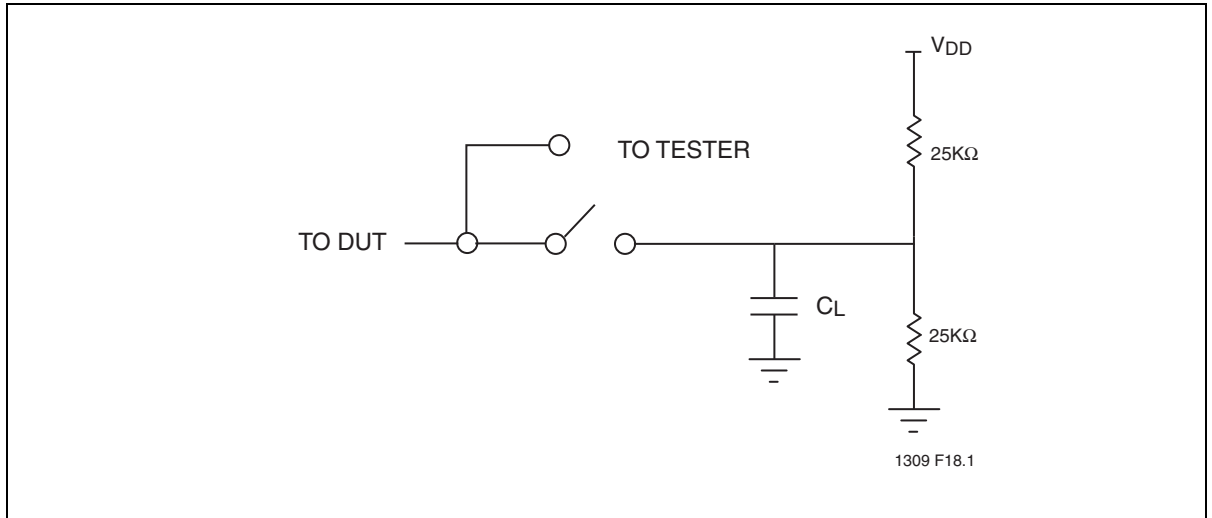 VDD
25KΩ
TO TESTER
TO DUT
CL
25KΩ
1309 F18.1